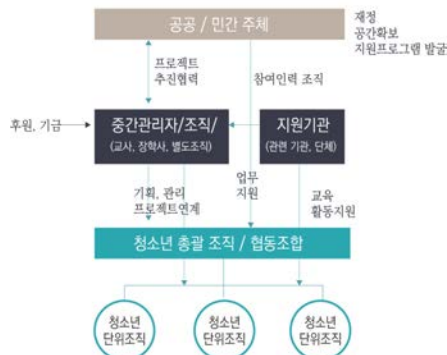 공공 / 민간 주체
재정
공간확보
지원프로그램 발굴
프로젝트
추진협력
참여인력 조직
후원, 기금
중간관리자/조직/
(교사, 장학사, 별도조직)
지원기관
(관련 기관, 단체)
기획, 관리
프로젝트연계
업무
지원
교육
활동지원
청소년 총괄 조직 / 협동조합
청소년
단위조직
청소년
단위조직
청소년
단위조직